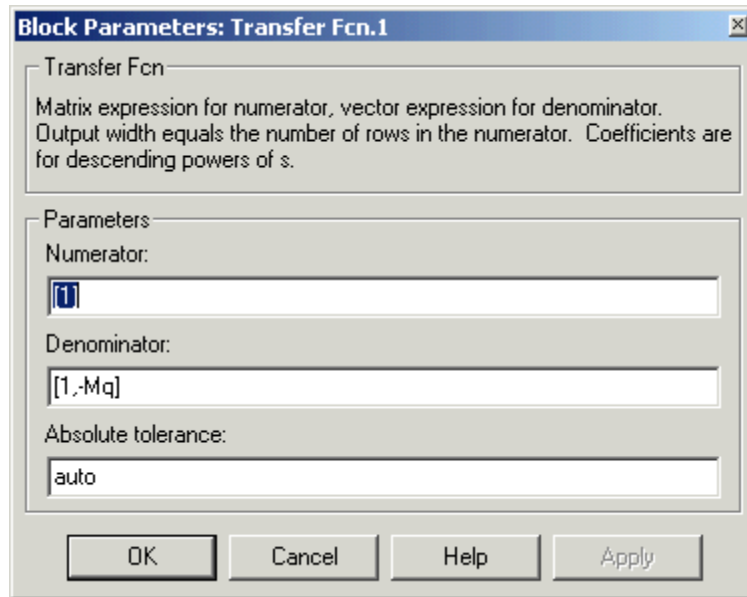 Block Parameters: Transfer Fcn.1
Transfer Fcn
Matrix expression for numerator, vector expression for denominator.
Output width equals the number of rows in the numerator.  Coefficients are
for descending powers of s.
Parameters
Numerator:
[1]
Denominator:
[1,-Mq]
Absolute tolerance:
auto
OK
Cancel
Help
Apply